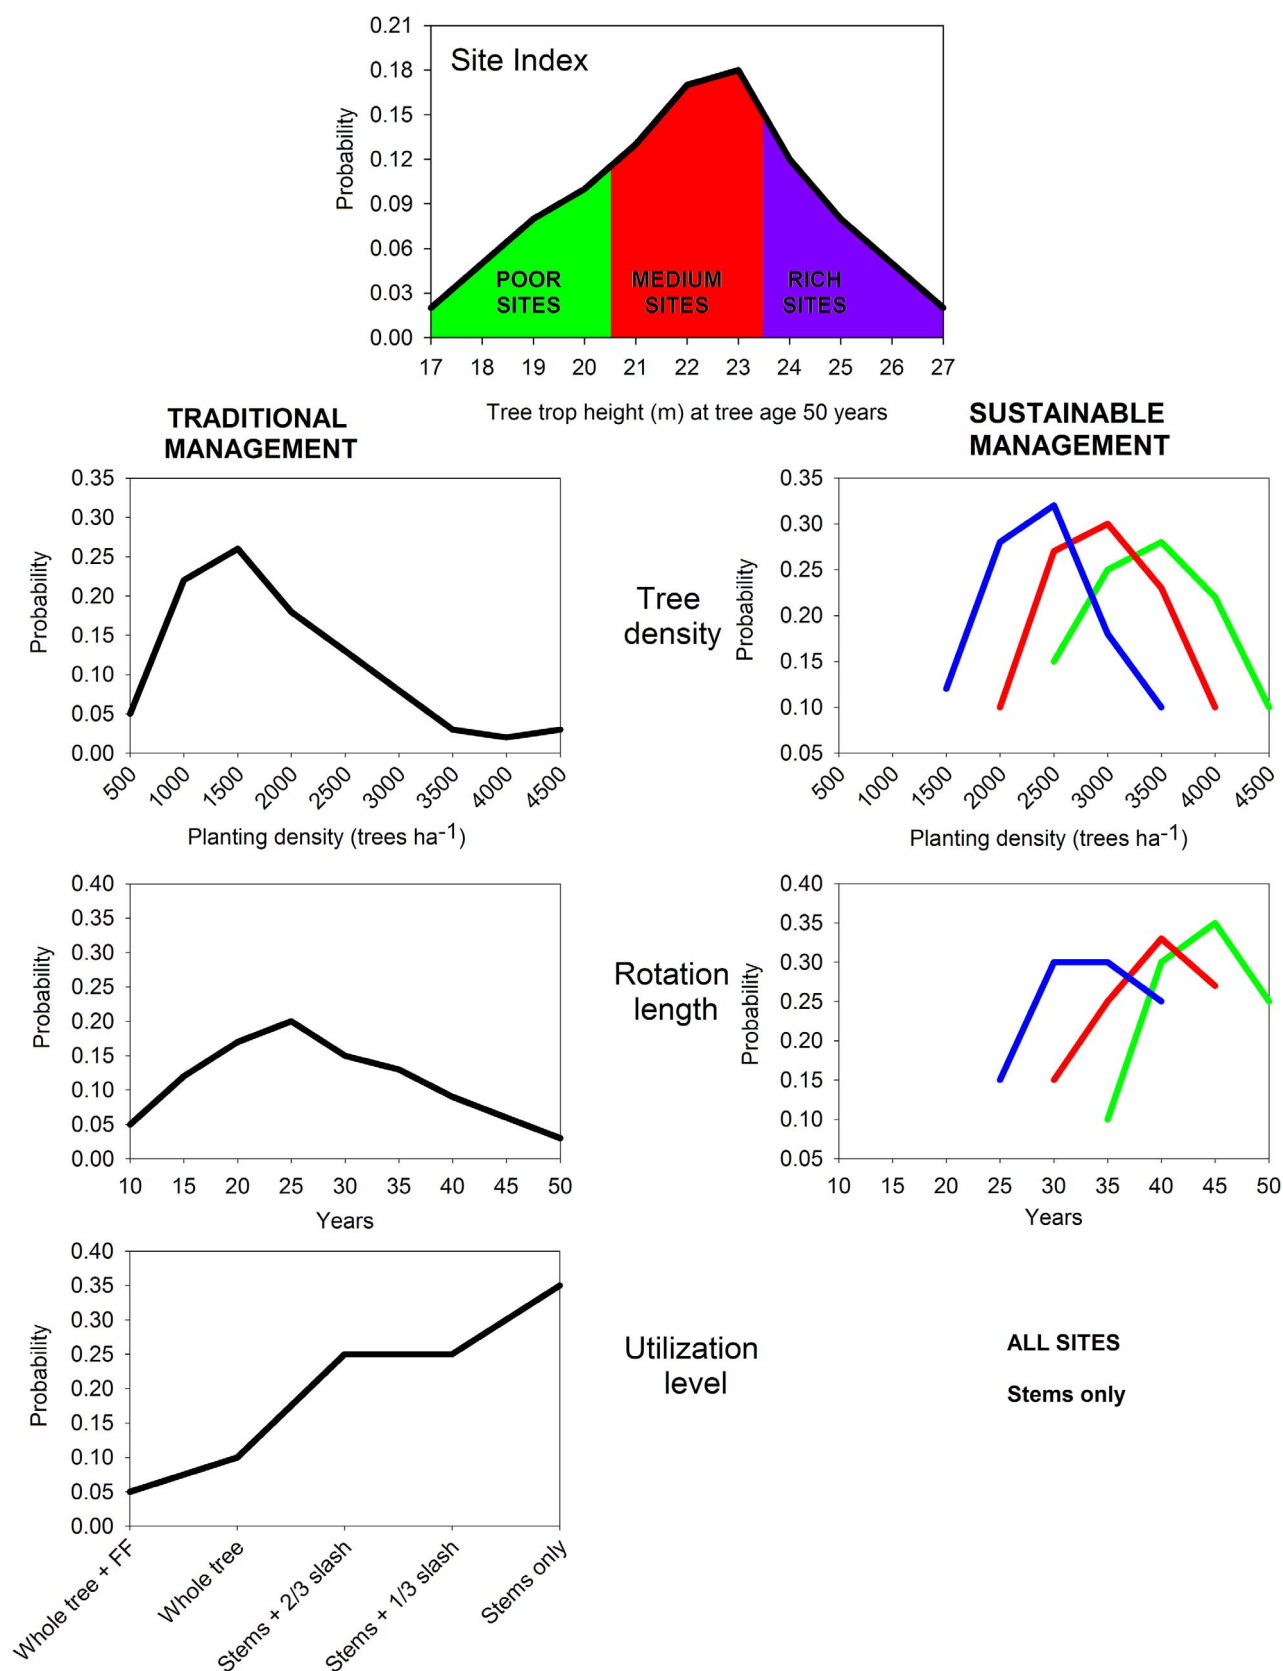 Site Index
Probability
0.21
0.18
0.15
0.12
0.09
0.06
0.03
0.00
POOR
SITES
MEDIUM
SITES
RICH
SITES
17 18 19 20 21 22 23 24 25 26 27
Tree trop height (m) at tree age 50 years
TRADITIONAL
MANAGEMENT
SUSTAINABLE
MANAGEMENT
Probability
0.35
0.30
0.25
0.20
0.15
0.10
0.05
0.00
500 1000 1500 2000 2500 3000 3500 4000 4500
Planting density (trees ha-1)
Tree
density
Probability
0.35
0.30
0.25
0.20
0.15
0.10
0.05
500 1000 1500 2000 2500 3000 3500 4000 4500
Planting density (trees ha-1)
Probability
0.40
0.35
0.30
0.25
0.20
0.15
0.10
0.05
0.00
10 15 20 25 30 35 40 45 50
Years
Rotation
length
Probability
0.40
0.35
0.30
0.25
0.20
0.15
0.10
0.05
10 15 20 25 30 35 40 45 50
Years
Probability
0.40
0.35
0.30
0.25
0.20
0.15
0.10
0.05
0.00
Whole tree + FF
Whole tree
Stems + 2/3 slash
Stems + 1/3 slash
Stems only
Utilization
level
ALL SITES
Stems only